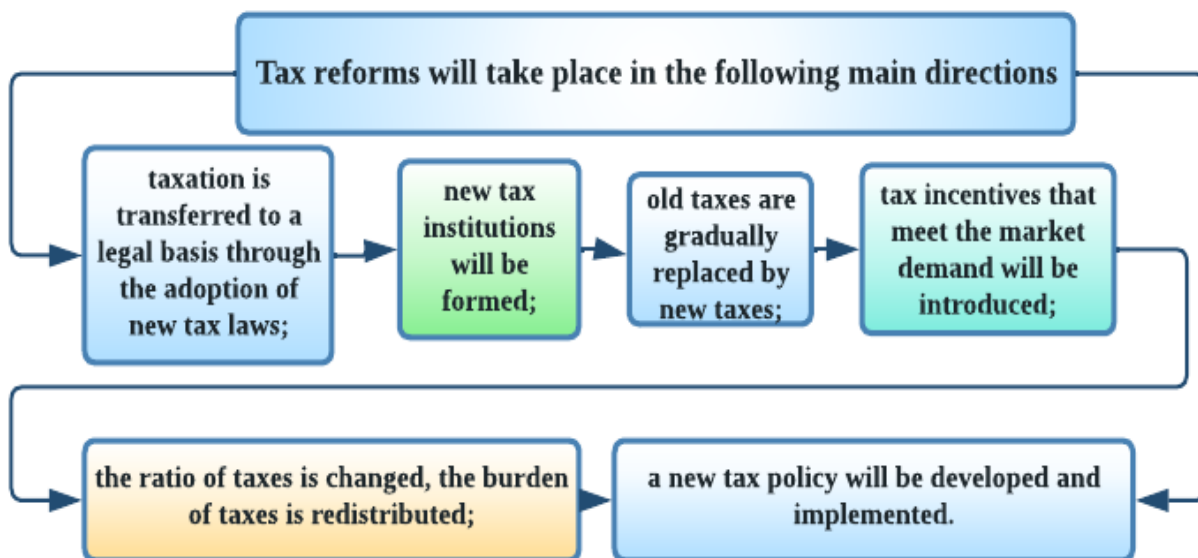 Tax reforms will take place in the following main directions
taxation is
transferred to a
legal basis through
the adoption of
new tax laws;
new tax
institutions
will be
formed;
old taxes are
gradually
replaced by
new taxes;
tax incentives that
meet the market
demand will be
introduced;
the ratio of taxes is changed, the burden
of taxes is redistributed;
a new tax policy will be developed and
implemented.